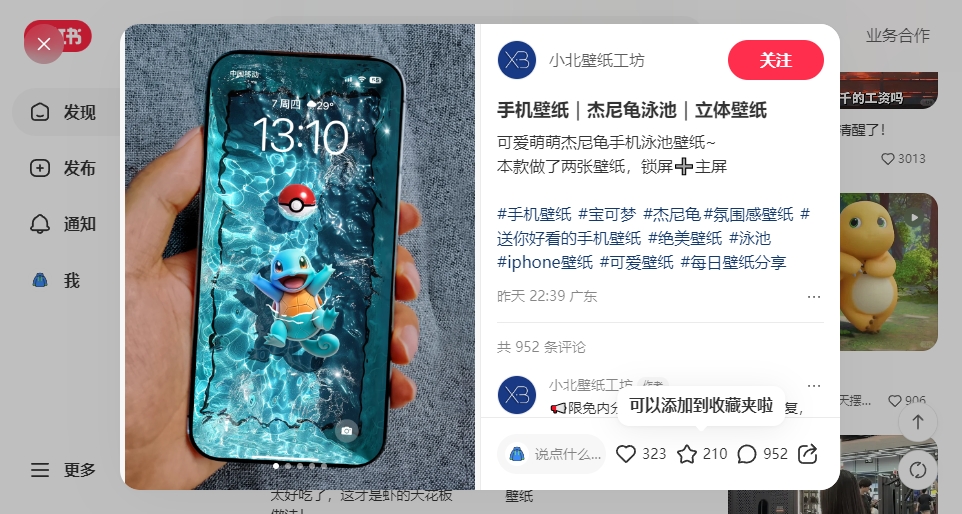 书
业务合作
发现
发布
通知
我
更多
中国移动
7 周四 29°
13:10
小北壁纸工坊
关注
手机壁纸｜杰尼龟泳池｜立体壁纸
可爱萌萌杰尼龟手机泳池壁纸~
本款做了两张壁纸，锁屏➕主屏
#手机壁纸 #宝可梦 #杰尼龟#氛围感壁纸 #
送你好看的手机壁纸 #绝美壁纸 #泳池
#iphone壁纸 #可爱壁纸 #每日壁纸分享
昨天 22:39 广东
共 952 条评论
小北壁纸工坊 作者
📢限免内分
复，
可以添加到收藏夹啦
说点什么...
323
210
952
千的工资吗
清醒了！
3013
天摆...
906
太好吃了，这才是虾的天花板
做法！
壁纸